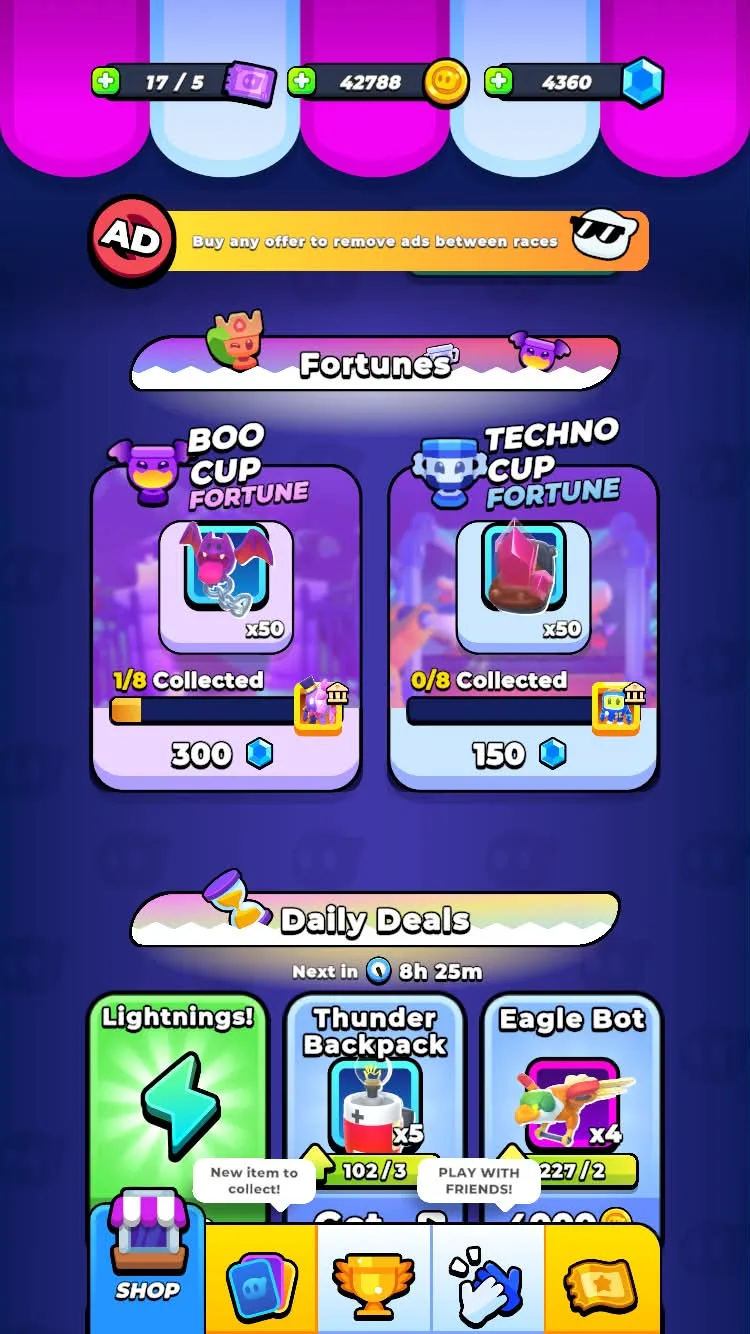 17 / 5
42788
4360
AD
Buy any offer to remove ads between races
Fortunes
BOO
CUP
FORTUNE
x50
1/8 Collected
300
TECHNO
CUP
FORTUNE
x50
0/8 Collected
150
Daily Deals
Next in 8h 25m
Lightnings!
Thunder
Backpack
x5
102/3
Eagle Bot
x4
227/2
New item to
collect!
PLAY WITH
FRIENDS!
SHOP